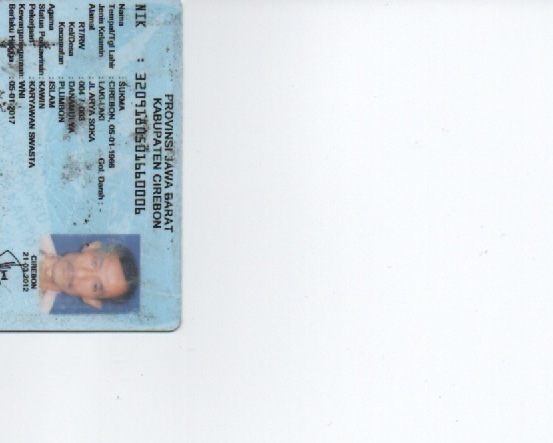 PROVINSI JAWA BARAT
KABUPATEN CIREBON
NIK : 3209180501660006
Nama : SUKMA
Tempat/Tgl Lahir : CIREBON, 05-01-1966
Jenis Kelamin : LAKI-LAKI Gol. Darah : -
Alamat : JL ARYA SOKA
RT/RW : 004 / 003
Kel/Desa : DANAMULYA
Kecamatan : PLUMBON
Agama : ISLAM
Status Perkawinan : KAWIN
Pekerjaan : KARYAWAN SWASTA
Kewarganegaraan : WNI
Berlaku Hingga : 05-01-2017
CIREBON
21-03-2012